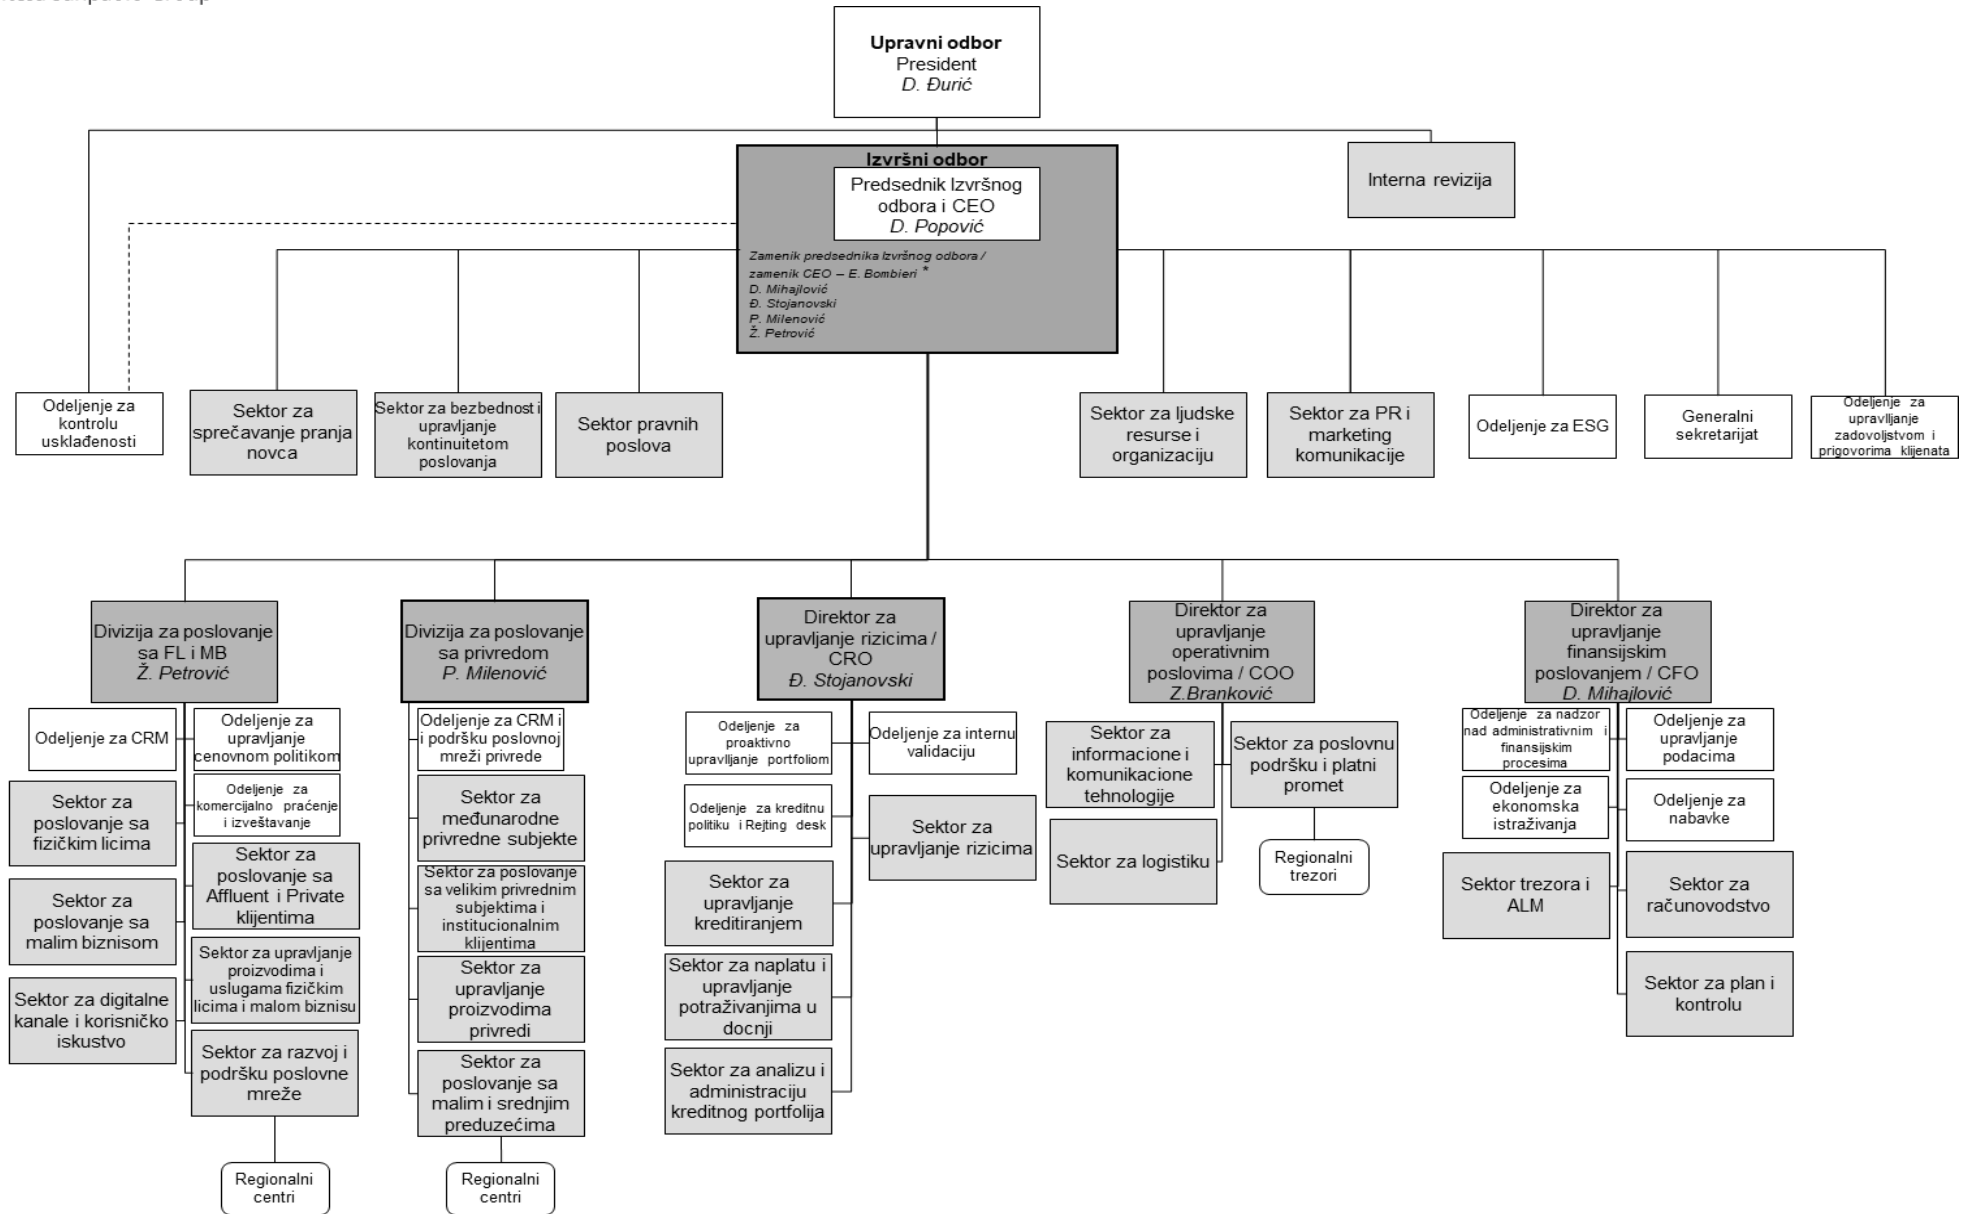 Upravni odbor
President
D. Đurić
Izvršni odbor
Predsednik Izvršnog
odbora i CEO
D. Popović
Zamenik predsednika Izvršnog odbora /
zamenik CEO – E. Bombieri *
D. Mihajlović
Đ. Stojanovski
P. Milenović
Ž. Petrović
Interna revizija
Odeljenje za
kontrolu
usklađenosti
Sektor za
sprečavanje pranja
novca
Sektor za bezbednost i
upravljanje
kontinuitetom
poslovanja
Sektor pravnih
poslova
Sektor za ljudske
resurse i
organizaciju
Sektor za PR i
marketing
komunikacije
Odeljenje za ESG
Generalni
sekretarijat
Odeljenje za
upravlljanje
zadovoljstvom i
prigovorima klijenata
Divizija za poslovanje
sa FL i MB
Ž. Petrović
Odeljenje za CRM
Odeljenje za
upravljanje
cenovnom politikom
Odeljenje za
komercijalno praćenje
i izveštavanje
Sektor za
poslovanje sa
fizičkim licima
Sektor za
poslovanje sa
Affluent i Private
klijentima
Sektor za
poslovanje sa
malim biznisom
Sektor za upravljanje
proizvodima i
uslugama fizičkim
licima i malom biznisu
Sektor za digitalne
kanale i korisničko
iskustvo
Sektor za razvoj i
podršku poslovne
mreže
Regionalni
centri
Divizija za poslovanje
sa privredom
P. Milenović
Odeljenje za CRM i
i podršku poslovnoj
mreži privrede
Sektor za
međunarodne
privredne subjekte
Sektor za poslovanje
sa velikim privrednim
subjektima i
institucionalnim
klijentima
Sektor za
upravljanje
proizvodima
privredi
Sektor za
poslovanje sa
malim i srednjim
preduzećima
Regionalni
centri
Direktor za
upravljanje rizicima /
CRO
Đ. Stojanovski
Odeljenje za
proaktivno
upravlljanje portfoliom
Odeljenje za internu
validaciju
Odeljenje za kreditnu
politiku i Rejting desk
Sektor za
upravljanje rizicima
Sektor za
upravljanje
kreditiranjem
Sektor za naplatu i
upravljanje
potraživanjima u
docnji
Sektor za analizu i
administraciju
kreditnog portfolija
Direktor za
upravljanje
operativnim
poslovima / COO
Z.Branković
Sektor za
informacione i
komunikacione
tehnologije
Sektor za poslovnu
podršku i platni
promet
Sektor za logistiku
Regionalni
trezori
Direktor za
upravljanje
finansijskim
poslovanjem / CFO
D. Mihajlović
Odeljenje za nadzor
nad administrativnim i
finansijskim
procesima
Odeljenje za
upravljanje
podacima
Odeljenje za
ekonomska
istraživanja
Odeljenje za
nabavke
Sektor trezora i
ALM
Sektor za
računovodstvo
Sektor za plan i
kontrolu